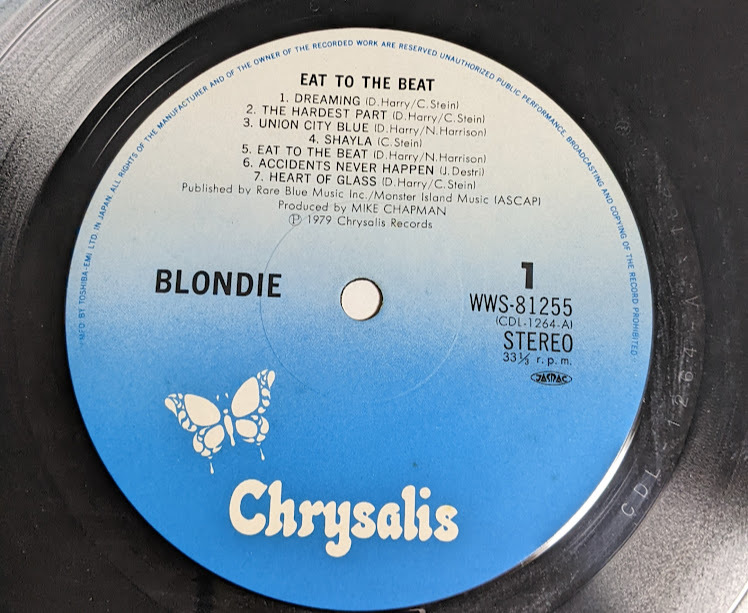 MFD. BY TOSHIBA-EMI LTD. IN JAPAN ALL RIGHTS OF THE MANUFACTURER AND OF THE OWNER OF THE RECORDED WORK ARE RESERVED UNAUTHORIZED PUBLIC PERFORMANCE, BROADCASTING AND COPYING OF THE RECORD PROHIBITED.
EAT TO THE BEAT
1. DREAMING (D.Harry/C.Stein)
2. THE HARDEST PART (D.Harry/C.Stein)
3. UNION CITY BLUE (D.Harry/N.Harrison)
4. SHAYLA (C.Stein)
5. EAT TO THE BEAT (D.Harry/N.Harrison)
6. ACCIDENTS NEVER HAPPEN (J.Destri)
7. HEART OF GLASS (D.Harry/C.Stein)
Published by Rare Blue Music Inc./Monster Island Music (ASCAP)
Produced by MIKE CHAPMAN
Ⓟ 1979 Chrysalis Records
BLONDIE
1
WWS-81255
(CDL-1264-A)
STEREO
33⅓ r.p.m.
JASRAC
Chrysalis